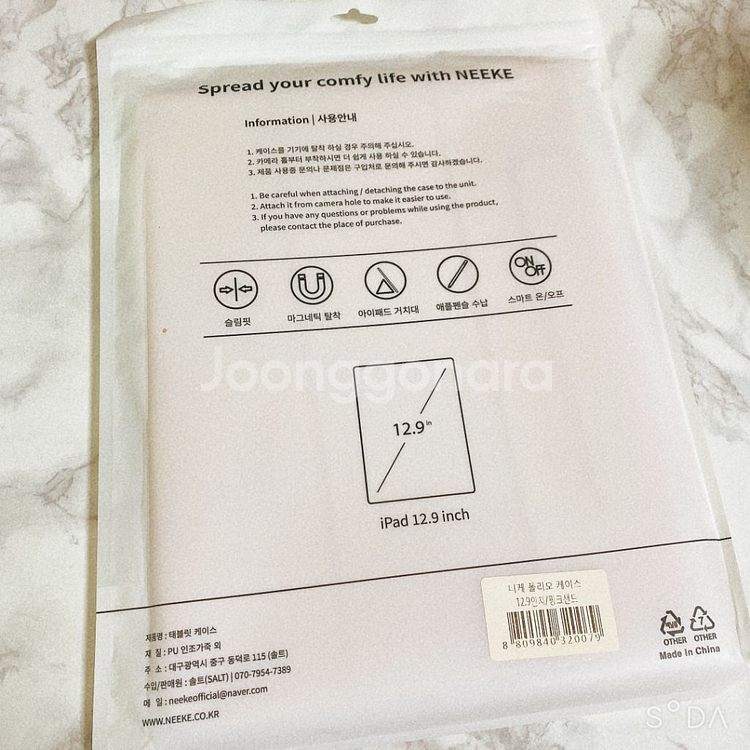 Spread your comfy life with NEEKE
Information | 사용안내
1. 케이스를 기기에 탈착 하실 경우 주의해 주십시오.
2. 카메라 홀부터 부착하시면 더 쉽게 사용 하실 수 있습니다.
3. 제품 사용중 문의나 문제점은 구입처로 문의해 주시면 감사하겠습니다.
1. Be careful when attaching / detaching the case to the unit.
2. Attach it from camera hole to make it easier to use.
3. If you have any questions or problems while using the product,
please contact the place of purchase.
ON
OFF
슬림핏 마그네틱 탈착 아이패드 거치대 애플펜슬 수납 스마트 온/오프
Joonggonara
12.9 in
iPad 12.9 inch
니케 폴리오 케이스
12.9인치/핑크샌드
8 809840 320079
제품명 : 태블릿 케이스
재 질 : PU 인조가죽 외
주 소 : 대구광역시 중구 동덕로 115 (솔트)
수입/판매원 : 솔트(SALT) | 070-7954-7389
메 일 : neekeofficial@naver.com
WWW.NEEKE.CO.KR
OTHER OTHER
Made in China
SODA